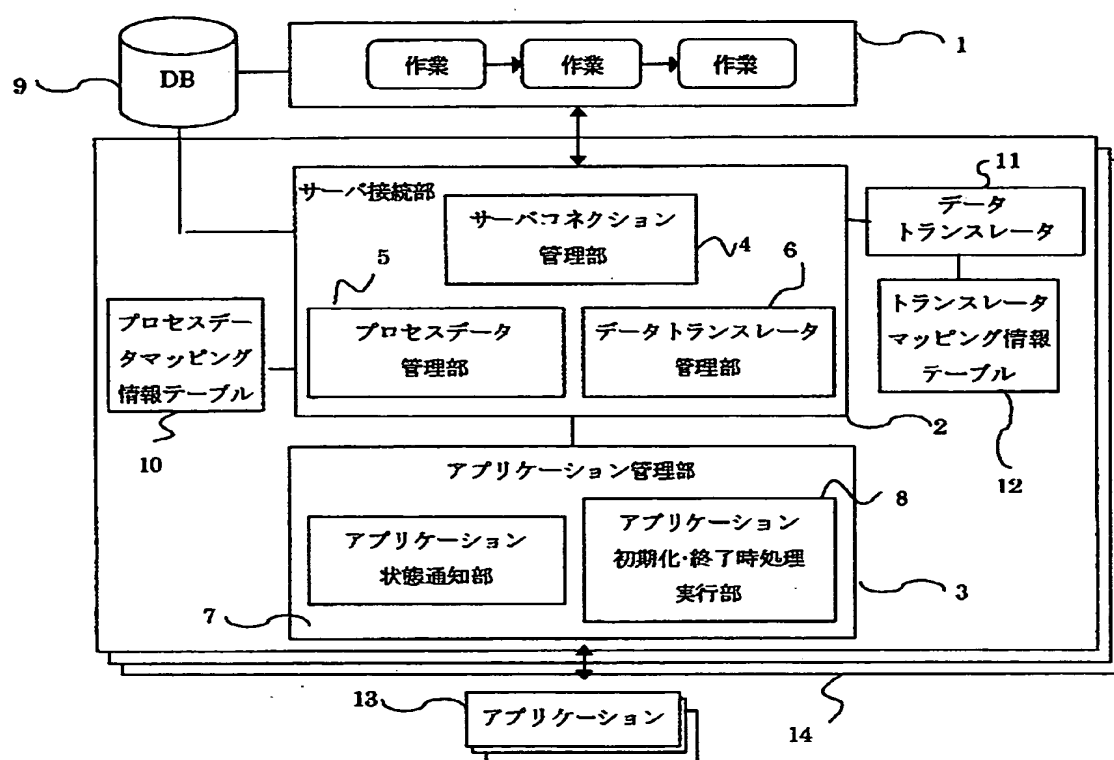 1
DB
作業
作業
作業
9
サーバ接続部
11
データ
トランスレータ
サーバコネクション
管理部
4
5
6
プロセスデー
タマッピング
情報テーブル
プロセスデータ
管理部
データトランスレータ
管理部
トランスレータ
マッピング情報
テーブル
10
2
12
アプリケーション管理部
8
アプリケーション
状態通知部
アプリケーション
初期化・終了時処理
実行部
3
7
13
アプリケーション
14